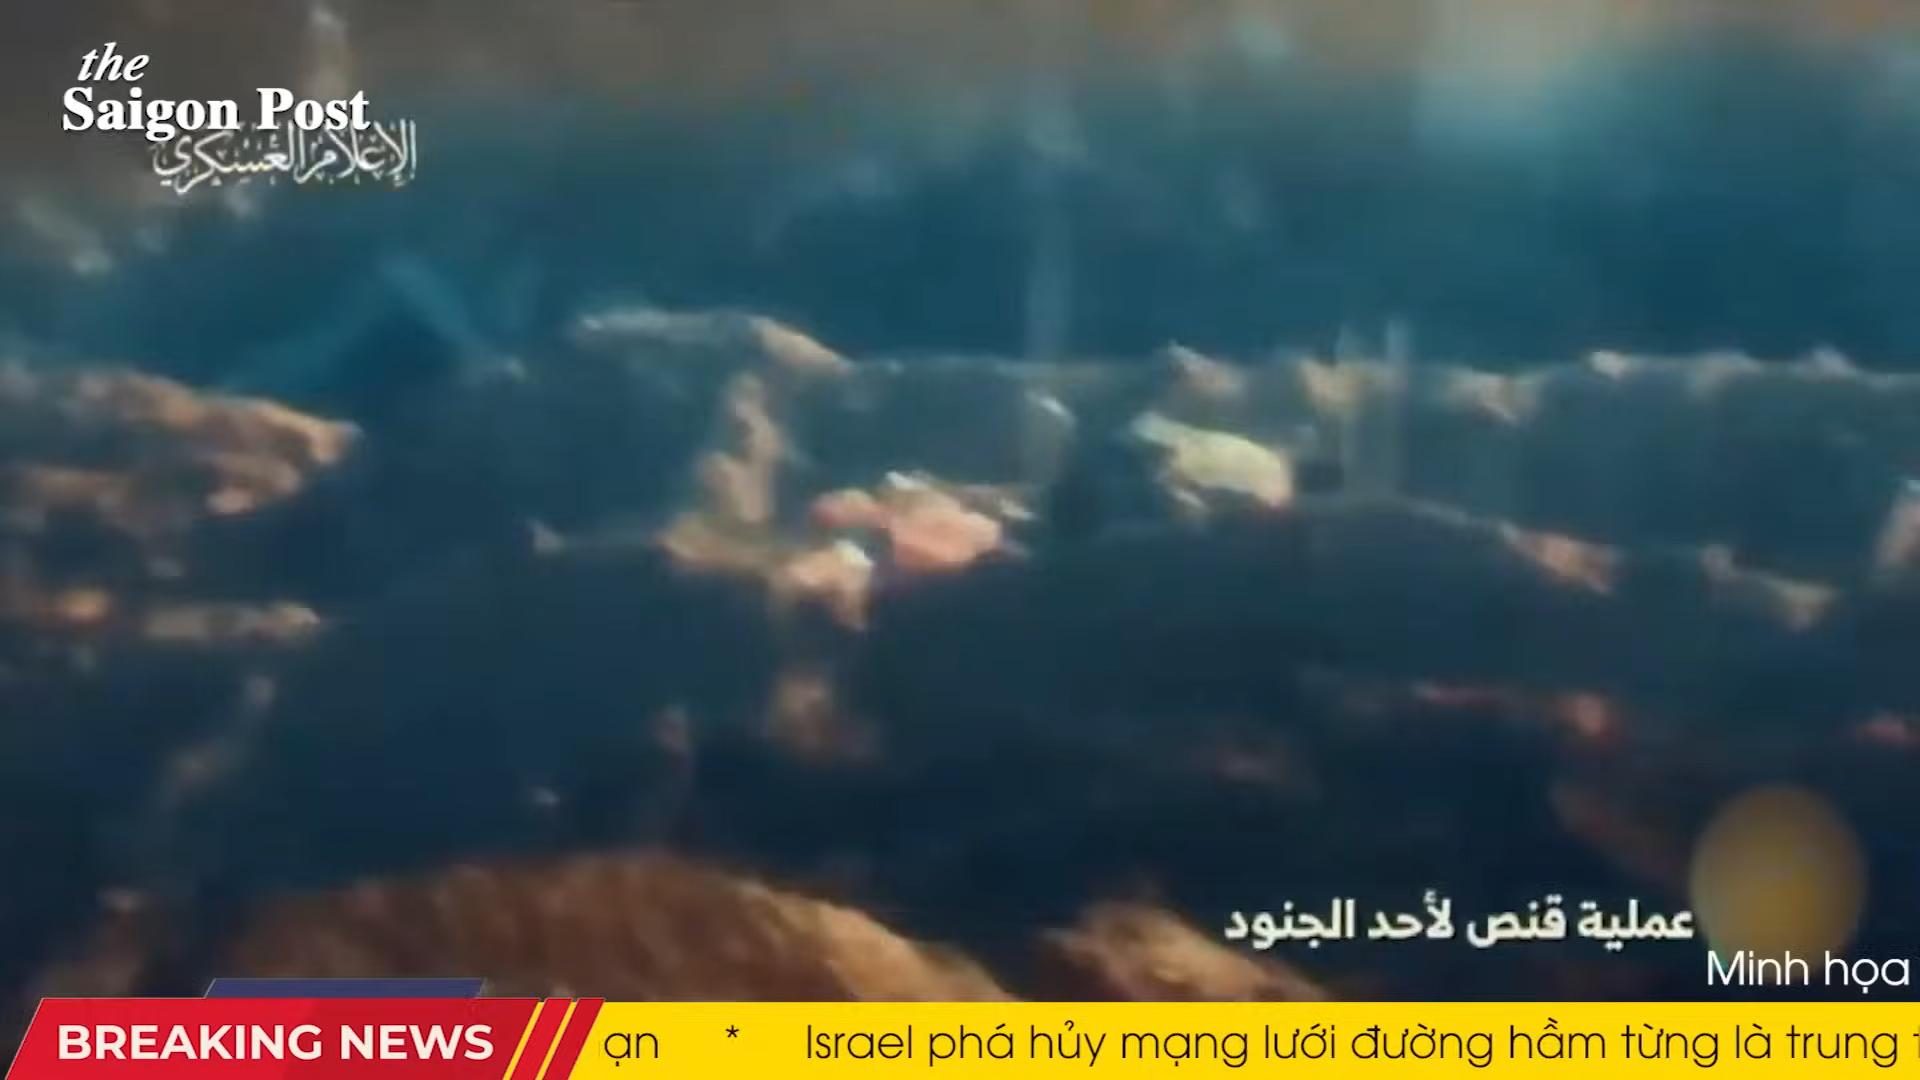 the
Saigon Post
الإعلام العسكري
عملية قنص لأحد الجنود
Minh họa
BREAKING NEWS
ạn * Israel phá hủy mạng lưới đường hầm từng là trung